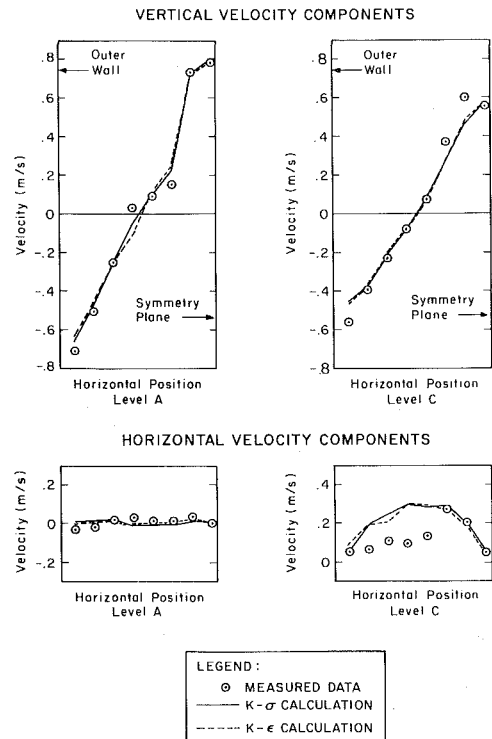 VERTICAL VELOCITY COMPONENTS
.8
.6
.4
.2
0
-.2
-.4
-.6
-.8
Velocity (m/s)
Outer
Wall
Symmetry
Plane
Horizontal Position
Level A
.8
.6
.4
.2
0
-.2
-.4
-.6
-.8
Velocity (m/s)
Outer
Wall
Symmetry
Plane
Horizontal Position
Level C
HORIZONTAL VELOCITY COMPONENTS
.2
0
-.2
Velocity (m/s)
Horizontal Position
Level A
.4
.2
0
Velocity (m/s)
Horizontal Position
Level C
LEGEND:
MEASURED DATA
K-σ CALCULATION
K-ϵ CALCULATION